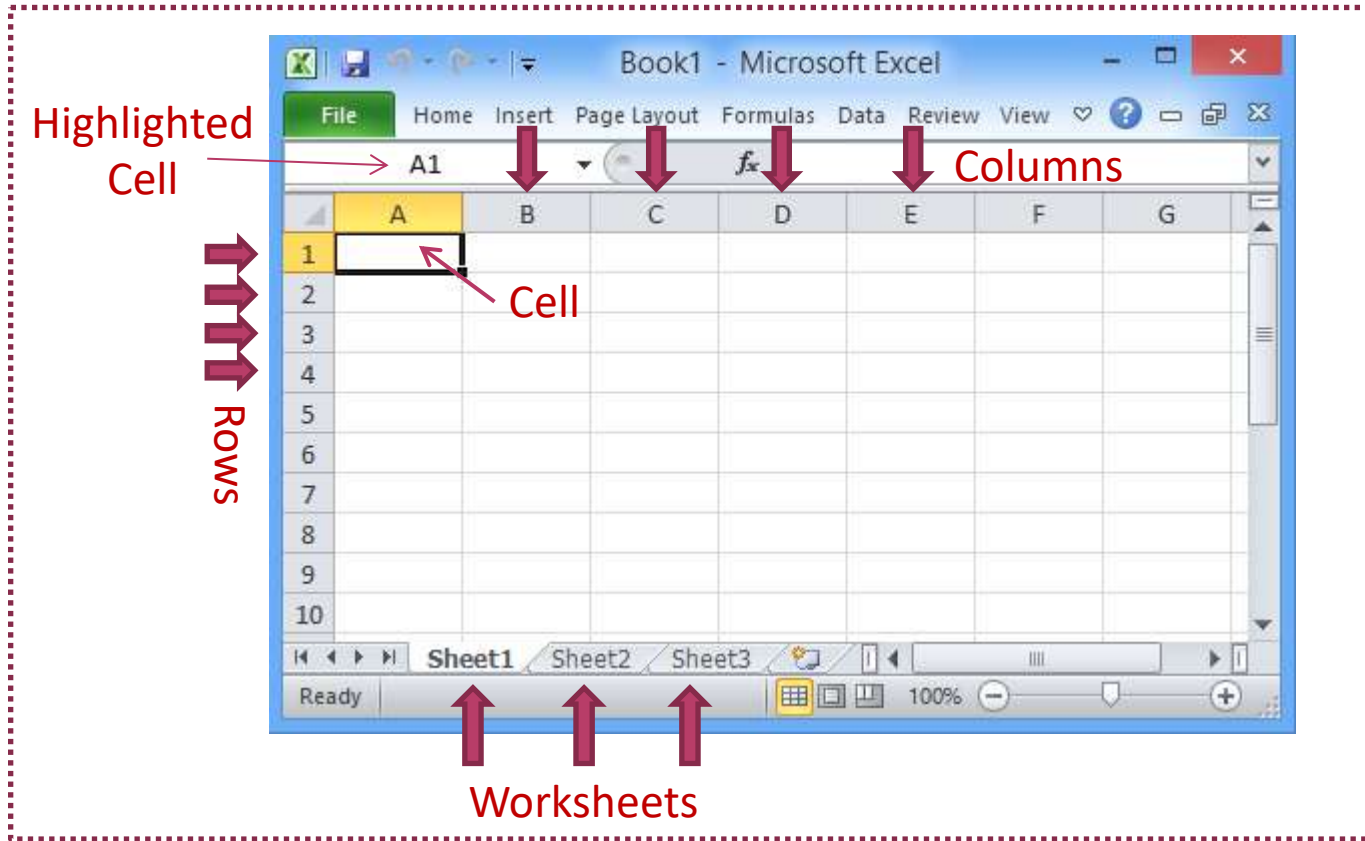 Book1 - Microsoft Excel
File Home Insert Page Layout Formulas Data Review View
Highlighted
Cell
A1 fx Columns
A B C D E F G
1
2
Cell
3
4
5
6
7
8
9
10
Rows
Sheet1 Sheet2 Sheet3
Ready 100%
Worksheets